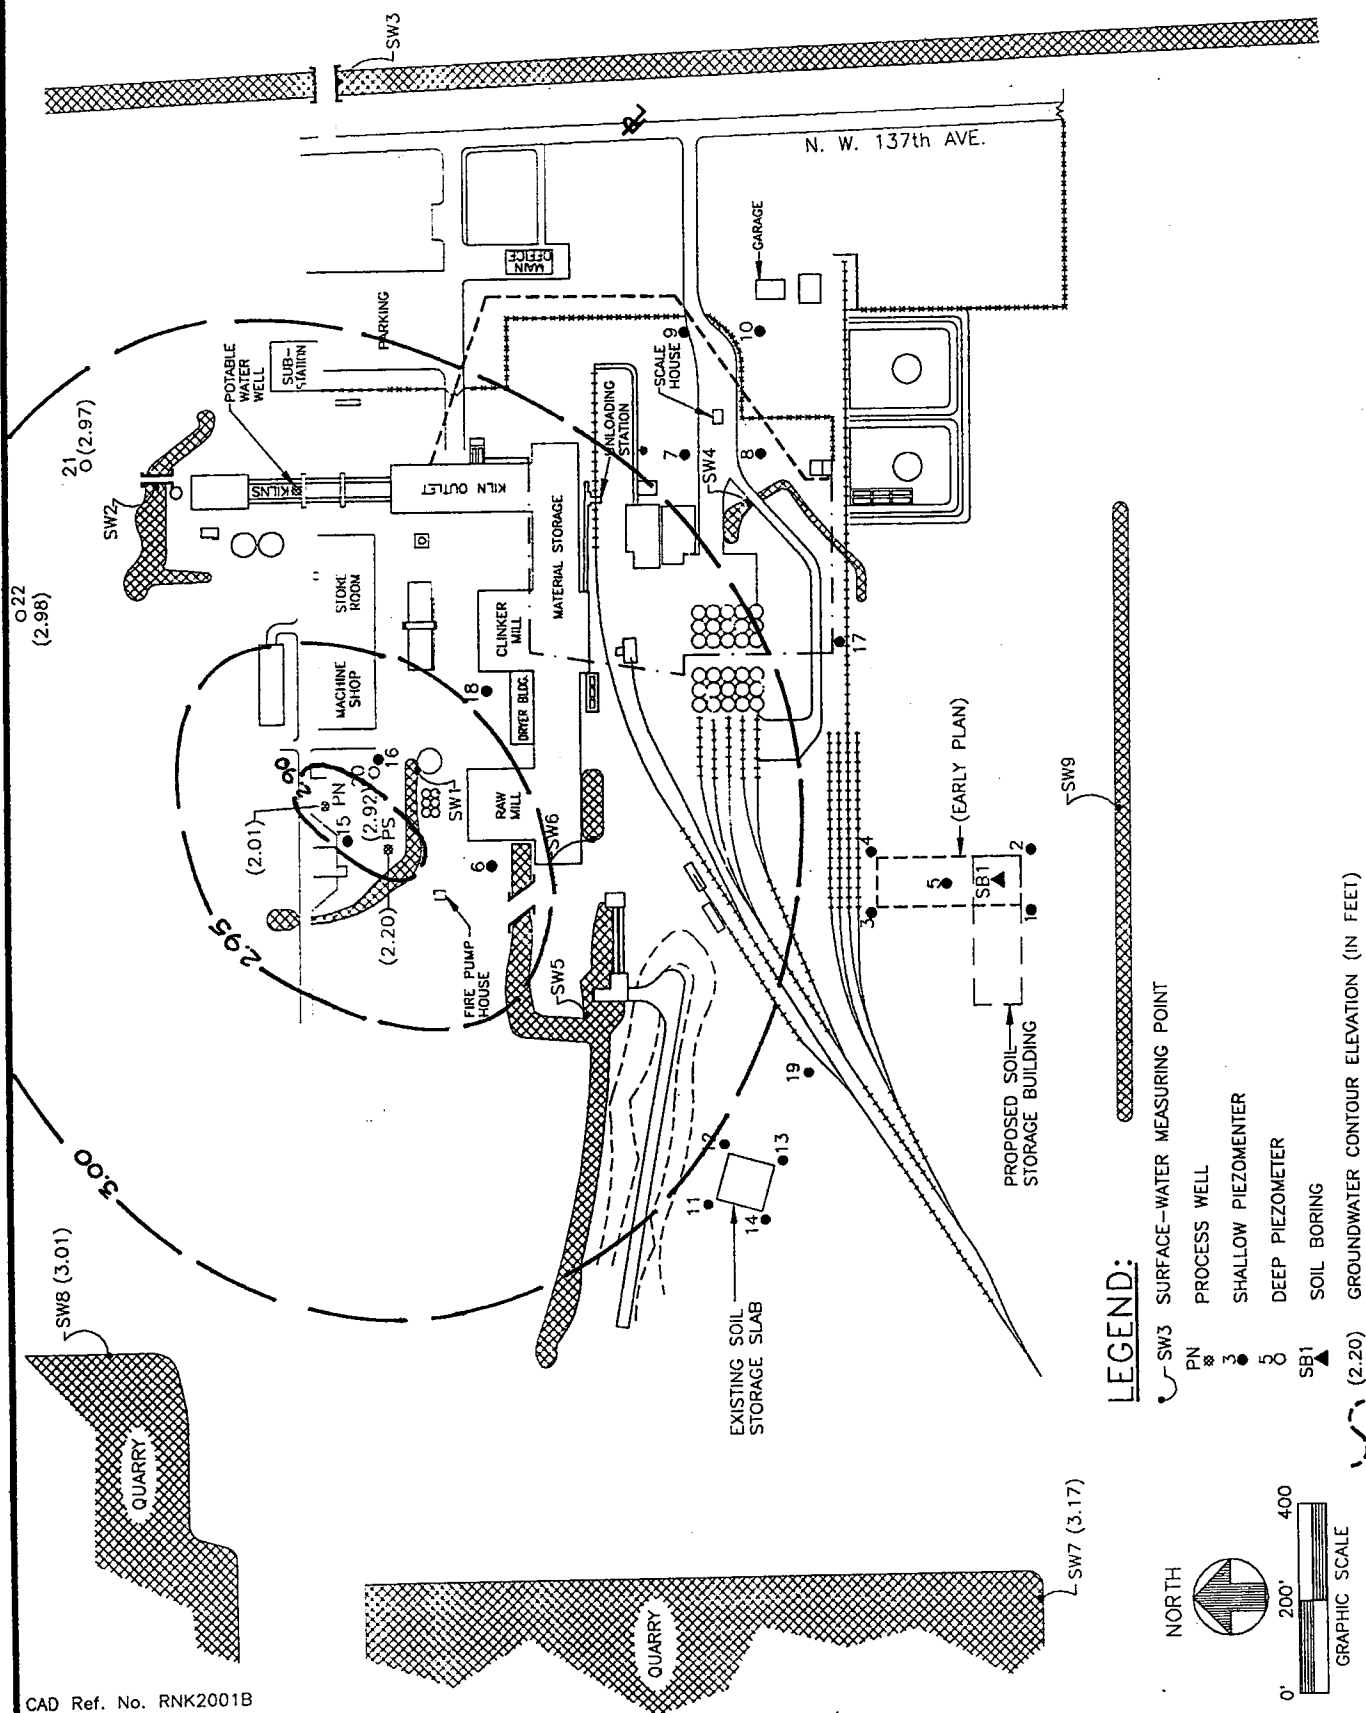 SW3
N. W. 137th AVE.
GARAGE
MAIN
OFFICE
PARKING
SUB-
STATION
POTABLE
WATER
WELL
21
(2.97)
SW2
22
(2.98)
KILNS
KILN OUTLET
STORE
ROOM
MACHINE
SHOP
CLINKER
MILL
MATERIAL STORAGE
DRYER BLDG.
RAW
MILL
UNLOADING
STATION
SCALE
HOUSE
9
10
7
8
SW4
17
18
16
20
(2.92)
PN
(2.01)
15
PS
(2.20)
SW1
6
SW6
FIRE PUMP
HOUSE
SW5
2.95
3.00
SW8 (3.01)
QUARRY
QUARRY
SW7 (3.17)
19
12
13
11
14
EXISTING SOIL
STORAGE SLAB
4
3
5
2
1
SB1
(EARLY PLAN)
PROPOSED SOIL
STORAGE BUILDING
SW9
LEGEND:
SW3 SURFACE-WATER MEASURING POINT
PN PROCESS WELL
3 SHALLOW PIEZOMENTER
5 DEEP PIEZOMETER
SB1 SOIL BORING
(2.20) GROUNDWATER CONTOUR ELEVATION (IN FEET)
NORTH
0' 200' 400
GRAPHIC SCALE
CAD Ref. No. RNK2001B